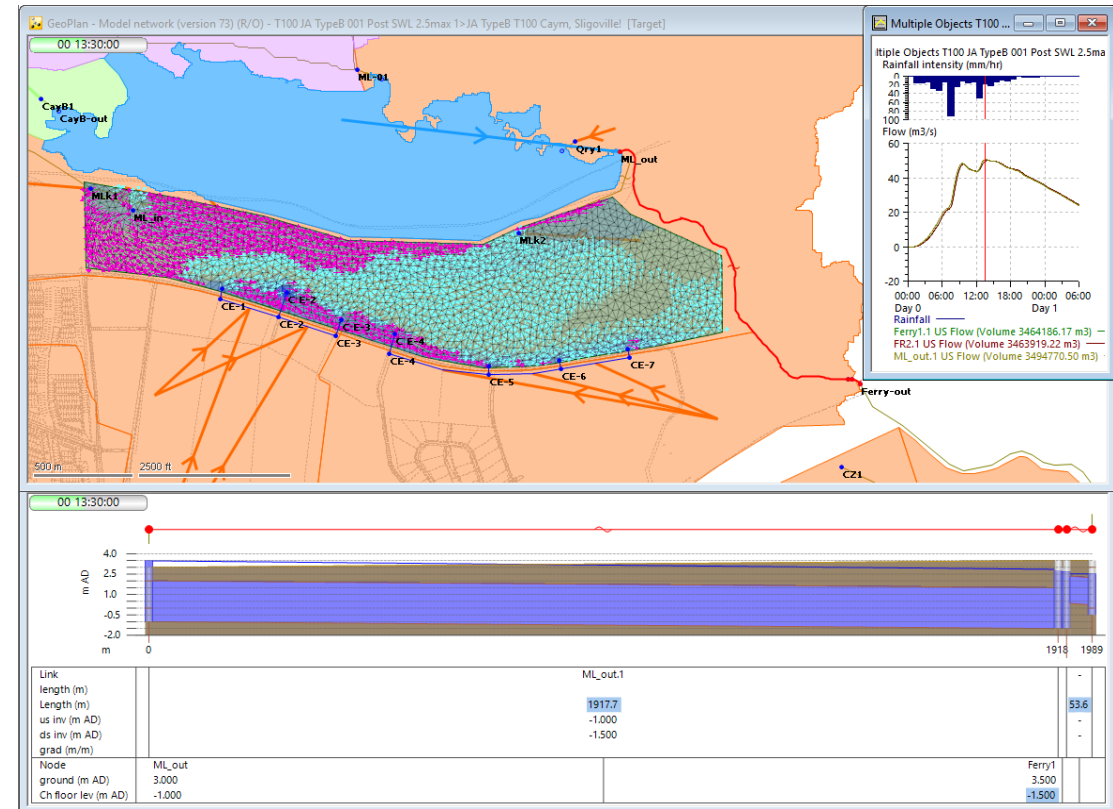 GeoPlan - Model network (version 73) (R/O) - T100 JA TypeB 001 Post SWL 2.5max 1>JA TypeB T100 Caym, Sligoville! [Target]
00 13:30:00
ML-01
CayB1
CayB-out
Qry1
ML_out
MLk1
ML_in
MLk2
CE-1
C E-2
CE-2
C E-3
CE-3
C E-4
CE-4
CE-5
CE-6
CE-7
Ferry-out
CZ1
500 m
2500 ft
Multiple Objects T100 ...
ltiple Objects T100 JA TypeB 001 Post SWL 2.5ma
Rainfall intensity (mm/hr)
0
20
40
60
80
100
Flow (m3/s)
60
40
20
0
-20
00:00 06:00 12:00 18:00 00:00 06:00
Day 0 Day 1
Rainfall
Ferry1.1 US Flow (Volume 3464186.17 m3)
FR2.1 US Flow (Volume 3463919.22 m3)
ML_out.1 US Flow (Volume 3494770.50 m3)
00 13:30:00
4.0
2.5
1.0
-0.5
-2.0
m AD
m 0 1918 1989
Link ML_out.1 -
length (m)
Length (m) 1917.7 53.6
us inv (m AD) -1.000 -
ds inv (m AD) -1.500 -
grad (m/m)
Node ML_out Ferry1
ground (m AD) 3.000 3.500
Ch floor lev (m AD) -1.000 -1.500